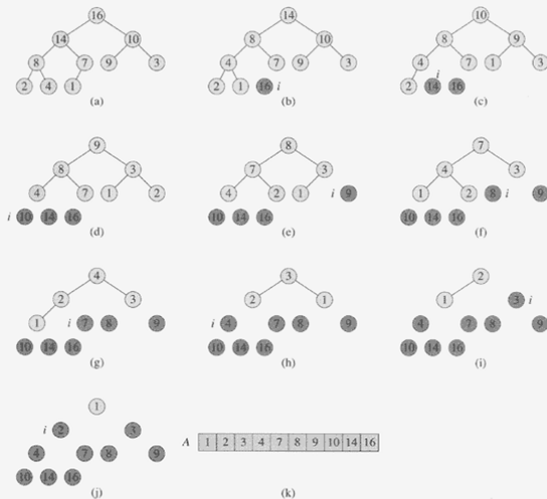 16
14 10
8 7 9 3
2 4 1
(a)
14
8 10
4 7 9 3
2 1 16 i
(b)
10
8 9
4 7 1 3
i
2 14 16
(c)
9
8 3
4 7 1 2
i 10 14 16
(d)
8
7 3
4 2 1 i 9
10 14 16
(e)
7
4 3
1 2 8 i 9
10 14 16
(f)
4
2 3
1 i 7 8 9
10 14 16
(g)
3
2 1
i 4 7 8 9
10 14 16
(h)
2
1 3 i
4 7 8 9
10 14 16
(i)
1
i 2 3
4 7 8 9
10 14 16
(j)
A 1 2 3 4 7 8 9 10 14 16
(k)